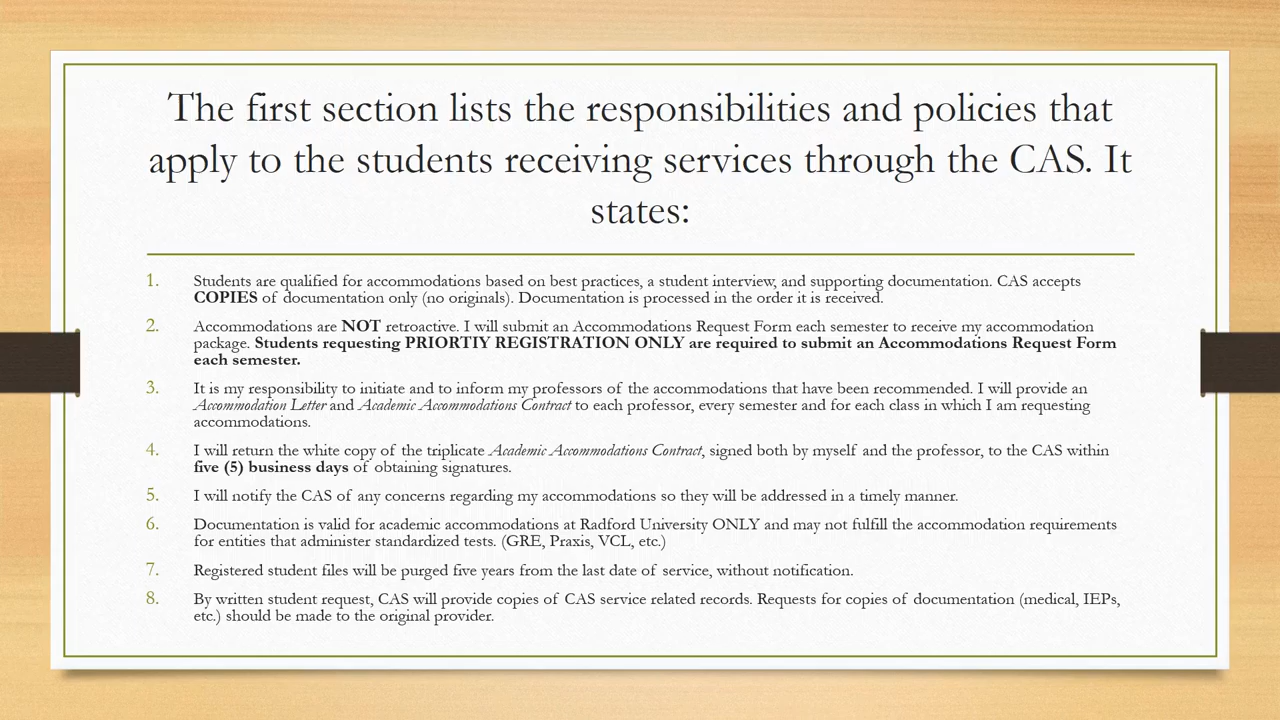 The first section lists the responsibilities and policies that
apply to the students receiving services through the CAS. It
states:
1. Students are qualified for accommodations based on best practices, a student interview, and supporting documentation. CAS accepts
COPIES of documentation only (no originals). Documentation is processed in the order it is received.
2. Accommodations are NOT retroactive. I will submit an Accommodations Request Form each semester to receive my accommodation
package. Students requesting PRIORTIY REGISTRATION ONLY are required to submit an Accommodations Request Form
each semester.
3. It is my responsibility to initiate and to inform my professors of the accommodations that have been recommended. I will provide an
Accommodation Letter and Academic Accommodations Contract to each professor, every semester and for each class in which I am requesting
accommodations.
4. I will return the white copy of the triplicate Academic Accommodations Contract, signed both by myself and the professor, to the CAS within
five (5) business days of obtaining signatures.
5. I will notify the CAS of any concerns regarding my accommodations so they will be addressed in a timely manner.
6. Documentation is valid for academic accommodations at Radford University ONLY and may not fulfill the accommodation requirements
for entities that administer standardized tests. (GRE, Praxis, VCL, etc.)
7. Registered student files will be purged five years from the last date of service, without notification.
8. By written student request, CAS will provide copies of CAS service related records. Requests for copies of documentation (medical, IEPs,
etc.) should be made to the original provider.